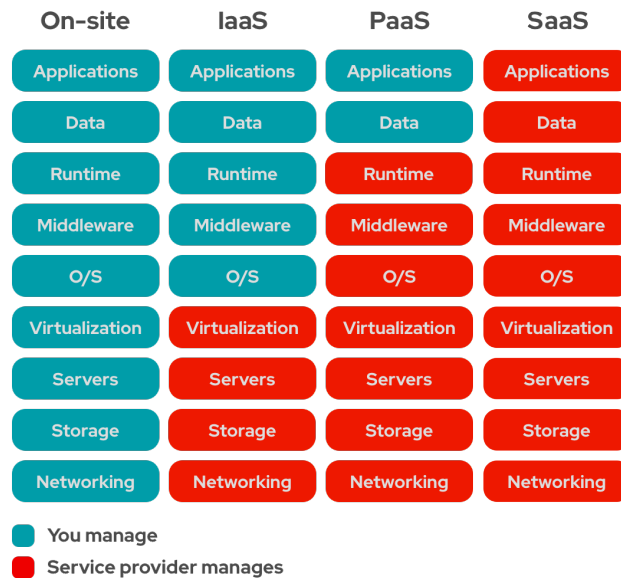 On-site IaaS PaaS SaaS
Applications Applications Applications Applications
Data Data Data Data
Runtime Runtime Runtime Runtime
Middleware Middleware Middleware Middleware
O/S O/S O/S O/S
Virtualization Virtualization Virtualization Virtualization
Servers Servers Servers Servers
Storage Storage Storage Storage
Networking Networking Networking Networking
You manage
Service provider manages